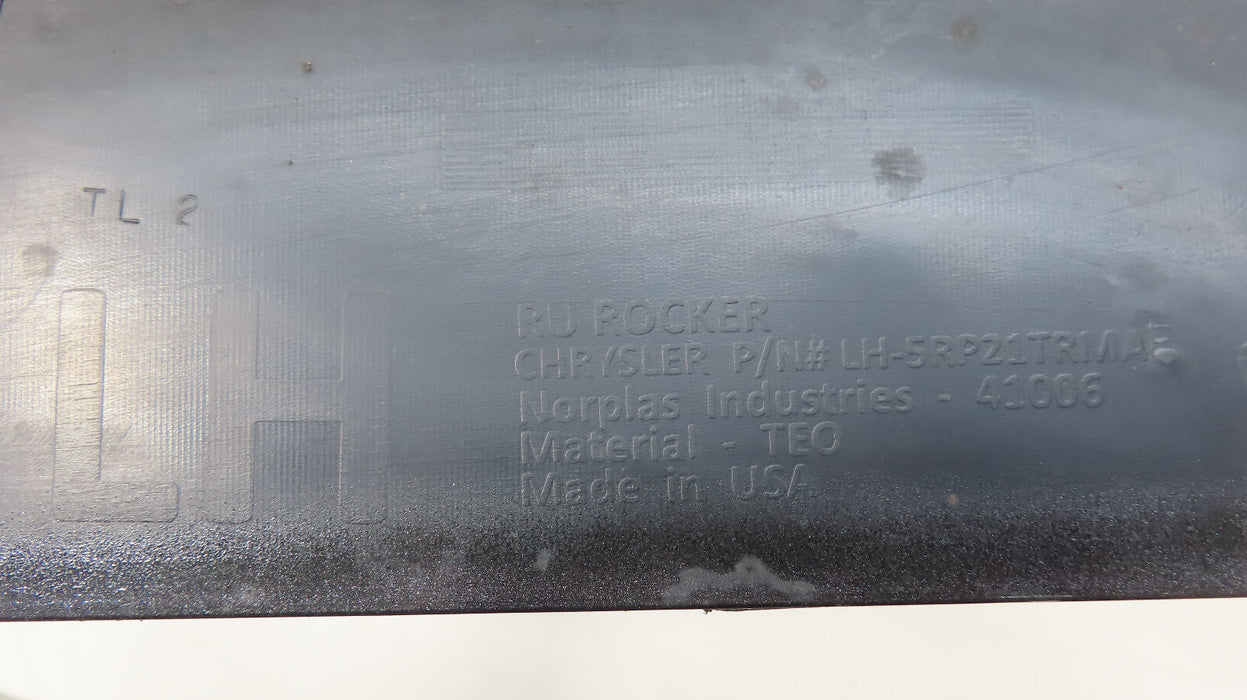 TL 2
LH
RU ROCKER
CHRYSLER P/N# LH-5RP21TRMAE
Norplas Industries - 41006
Material - TEO
Made in USA